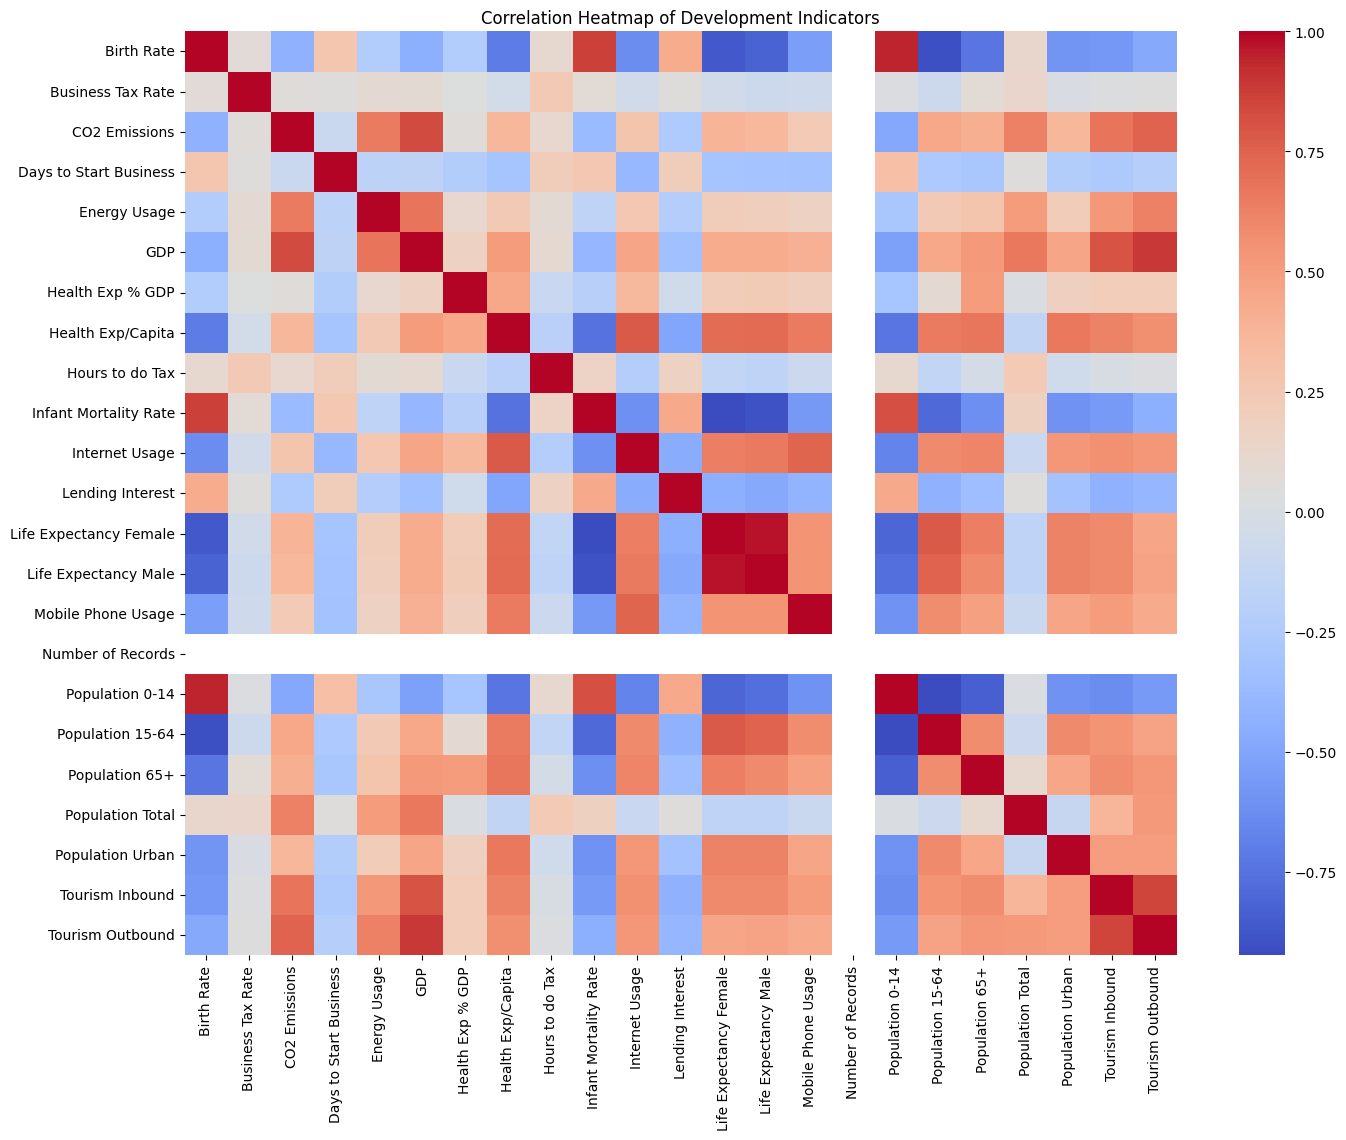 Correlation Heatmap of Development Indicators
Birth Rate
Business Tax Rate
CO2 Emissions
Days to Start Business
Energy Usage
GDP
Health Exp % GDP
Health Exp/Capita
Hours to do Tax
Infant Mortality Rate
Internet Usage
Lending Interest
Life Expectancy Female
Life Expectancy Male
Mobile Phone Usage
Number of Records
Population 0-14
Population 15-64
Population 65+
Population Total
Population Urban
Tourism Inbound
Tourism Outbound
Birth Rate
Business Tax Rate
CO2 Emissions
Days to Start Business
Energy Usage
GDP
Health Exp % GDP
Health Exp/Capita
Hours to do Tax
Infant Mortality Rate
Internet Usage
Lending Interest
Life Expectancy Female
Life Expectancy Male
Mobile Phone Usage
Number of Records
Population 0-14
Population 15-64
Population 65+
Population Total
Population Urban
Tourism Inbound
Tourism Outbound
1.00
0.75
0.50
0.25
0.00
−0.25
−0.50
−0.75